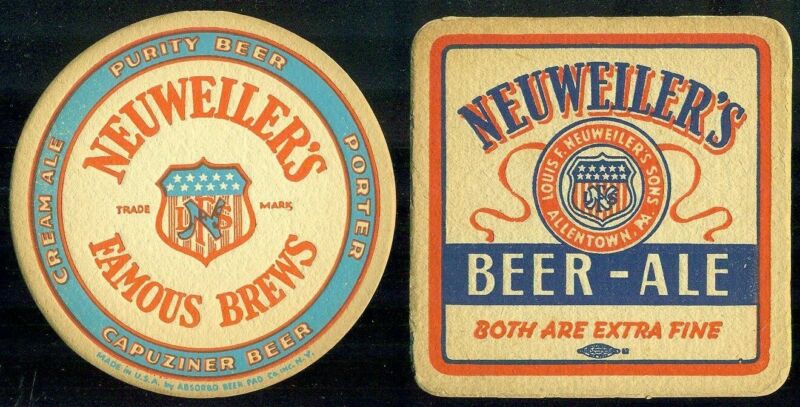 PURITY BEER
CREAM ALE
PORTER
CAPUZINER BEER
NEUWEILER'S
TRADE MARK
FAMOUS BREWS
MADE IN U.S.A. by ABSORBO BEER PAD CO. INC. N.Y.
NEUWEILER'S
LOUIS F. NEUWEILER'S SONS
ALLENTOWN, PA.
BEER - ALE
BOTH ARE EXTRA FINE